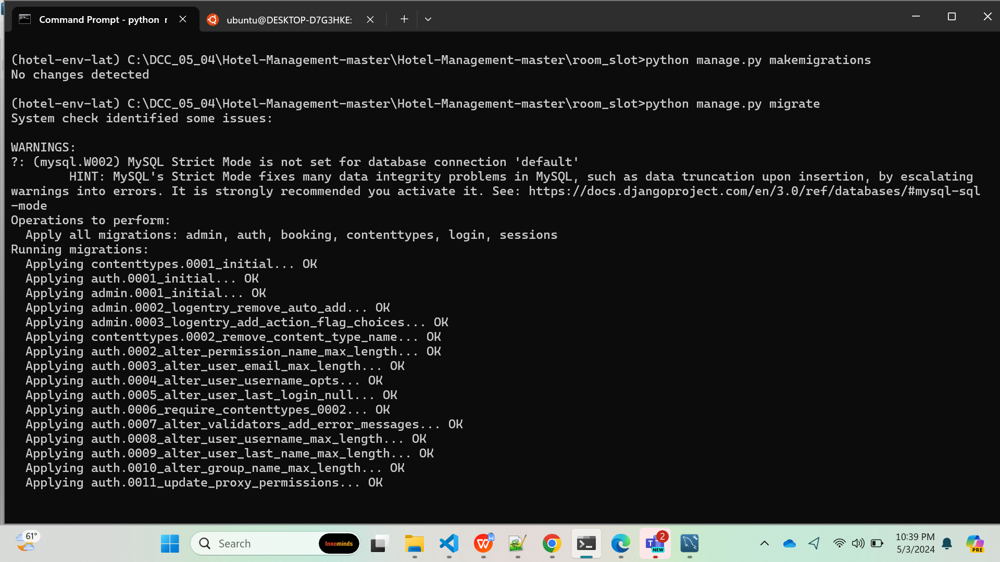 Command Prompt - python
ubuntu@DESKTOP-D7G3HKE:
(hotel-env-lat) C:\DCC_05_04\Hotel-Management-master\Hotel-Management-master\room_slot>python manage.py makemigrations
No changes detected
(hotel-env-lat) C:\DCC_05_04\Hotel-Management-master\Hotel-Management-master\room_slot>python manage.py migrate
System check identified some issues:
WARNINGS:
?: (mysql.W002) MySQL Strict Mode is not set for database connection 'default'
HINT: MySQL's Strict Mode fixes many data integrity problems in MySQL, such as data truncation upon insertion, by escalating
warnings into errors. It is strongly recommended you activate it. See: https://docs.djangoproject.com/en/3.0/ref/databases/#mysql-sql
-mode
Operations to perform:
Apply all migrations: admin, auth, booking, contenttypes, login, sessions
Running migrations:
Applying contenttypes.0001_initial... OK
Applying auth.0001_initial... OK
Applying admin.0001_initial... OK
Applying admin.0002_logentry_remove_auto_add... OK
Applying admin.0003_logentry_add_action_flag_choices... OK
Applying contenttypes.0002_remove_content_type_name... OK
Applying auth.0002_alter_permission_name_max_length... OK
Applying auth.0003_alter_user_email_max_length... OK
Applying auth.0004_alter_user_username_opts... OK
Applying auth.0005_alter_user_last_login_null... OK
Applying auth.0006_require_contenttypes_0002... OK
Applying auth.0007_alter_validators_add_error_messages... OK
Applying auth.0008_alter_user_username_max_length... OK
Applying auth.0009_alter_user_last_name_max_length... OK
Applying auth.0010_alter_group_name_max_length... OK
Applying auth.0011_update_proxy_permissions... OK
61°
Search
Innominds
W
W
T
2
NEW
10:39 PM
5/3/2024
PRE